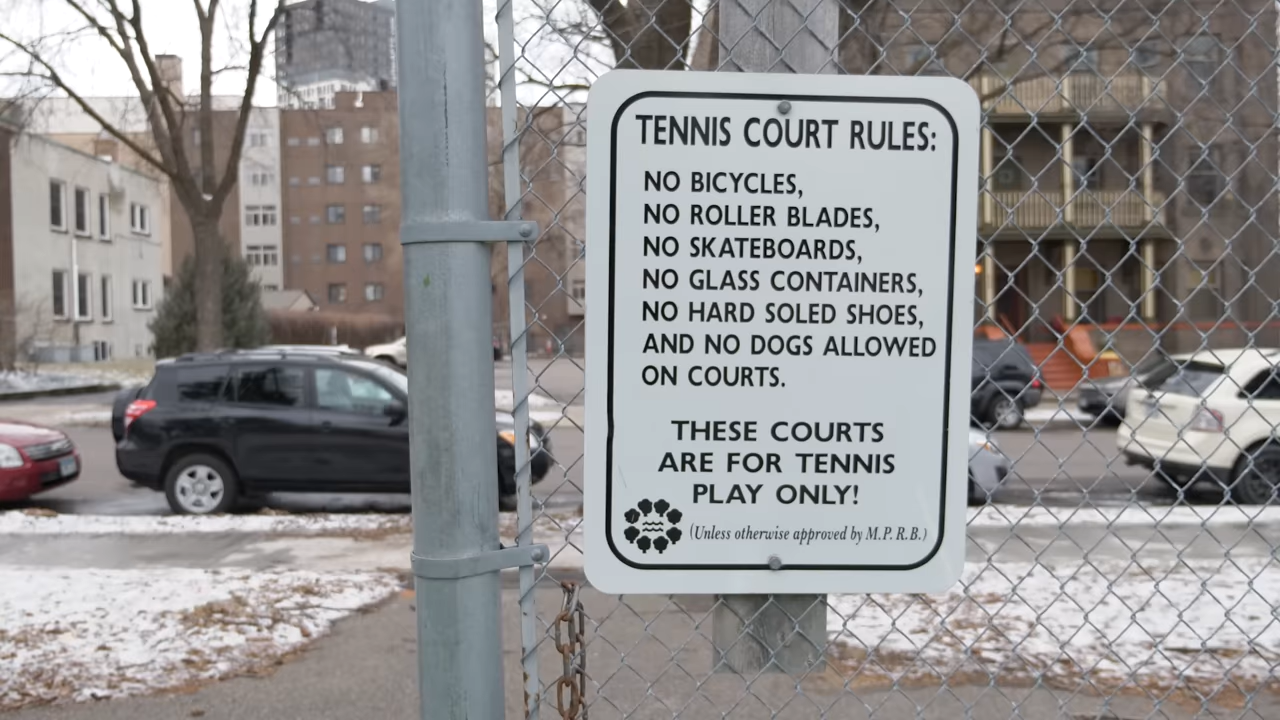 TENNIS COURT RULES:
NO BICYCLES,
NO ROLLER BLADES,
NO SKATEBOARDS,
NO GLASS CONTAINERS,
NO HARD SOLED SHOES,
AND NO DOGS ALLOWED
ON COURTS.
THESE COURTS
ARE FOR TENNIS
PLAY ONLY!
(Unless otherwise approved by M.P.R.B.)